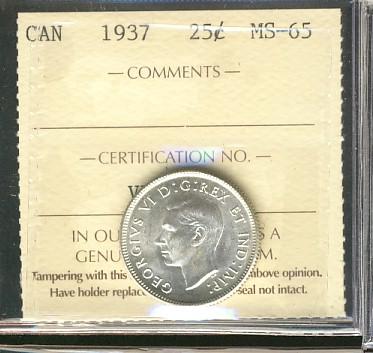 CAN 1937 25¢ MS-65
— COMMENTS —
— CERTIFICATION NO. —
V
GEORGIVS VI D:G:REX ET IND:IMP:
IN OU S A
GENU M.
Tampering with this above opinion.
Have holder replac seal not intact.